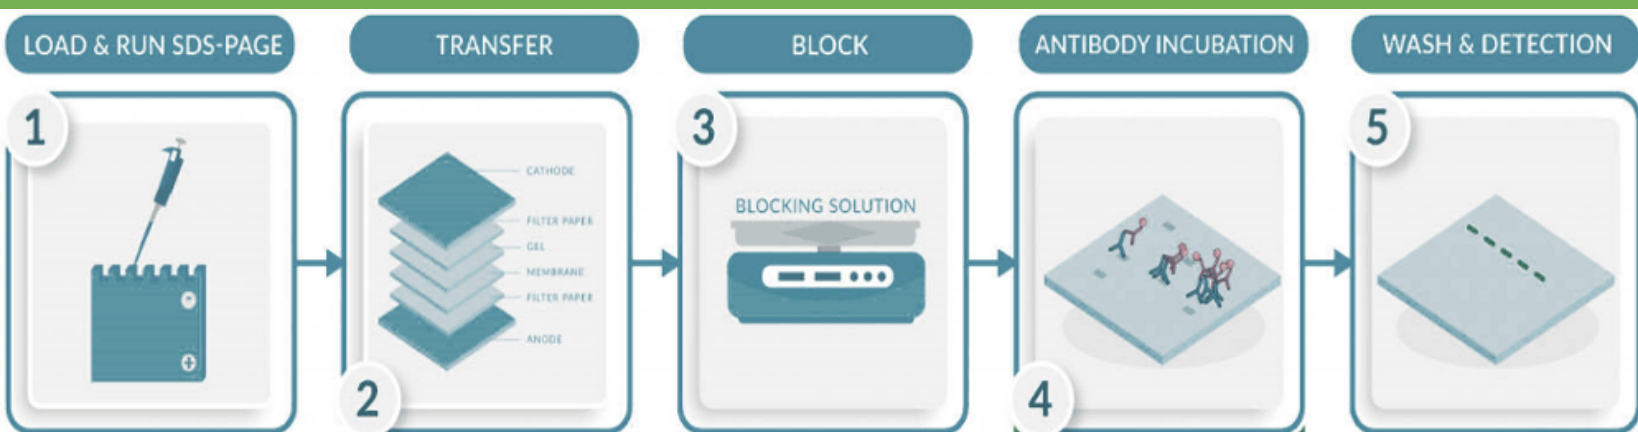 LOAD & RUN SDS-PAGE
TRANSFER
BLOCK
ANTIBODY INCUBATION
WASH & DETECTION
1
-
+
2
CATHODE
FILTER PAPER
GEL
MEMBRANE
FILTER PAPER
ANODE
3
BLOCKING SOLUTION
4
5